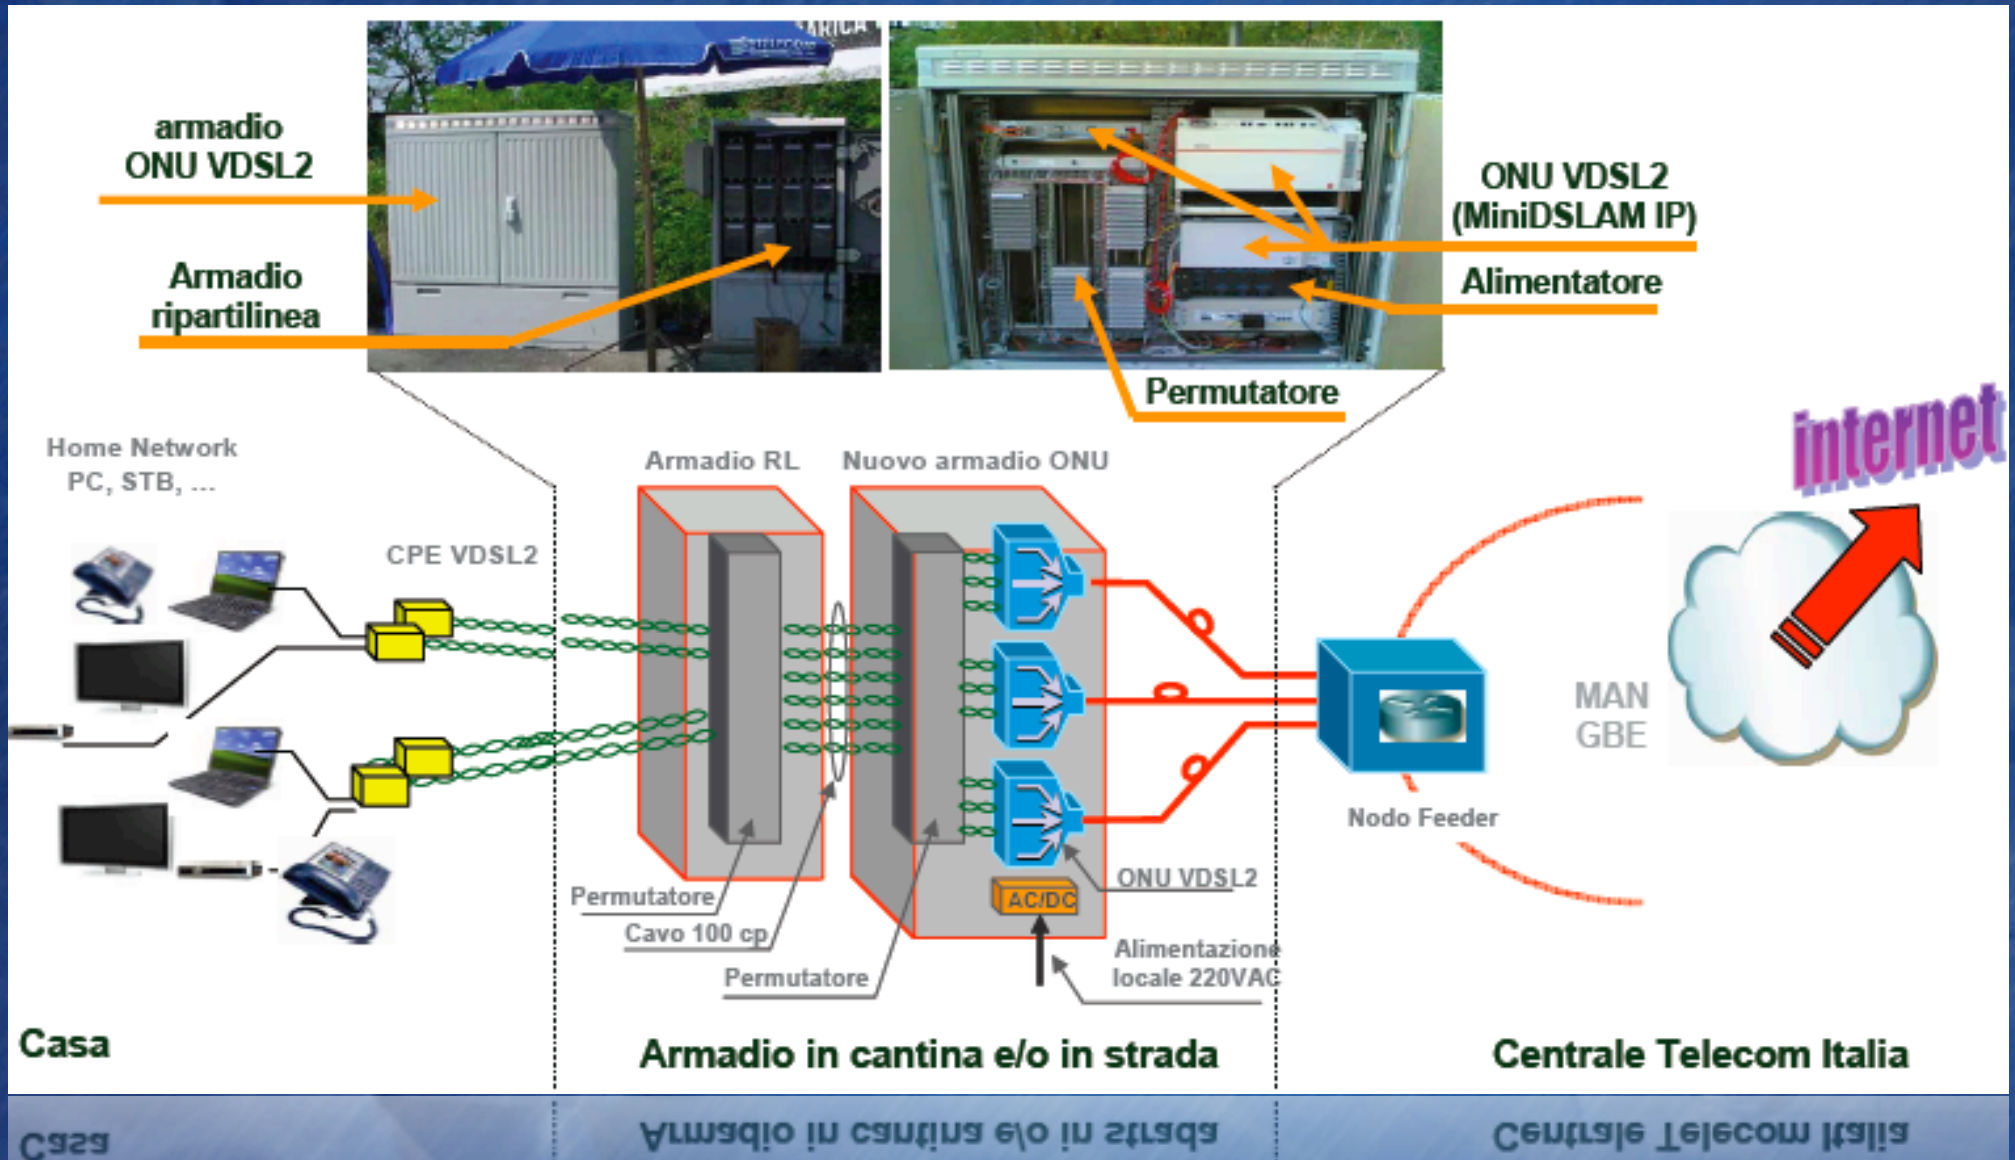 armadio
ONU VDSL2
Armadio
ripartilinea
ONU VDSL2
(MiniDSLAM IP)
Alimentatore
Permutatore
Home Network
PC, STB, ...
CPE VDSL2
Armadio RL
Nuovo armadio ONU
internet
MAN
GBE
Nodo Feeder
Permutatore
Cavo 100 cp
Permutatore
ONU VDSL2
AC/DC
Alimentazione
locale 220VAC
Casa
Armadio in cantina e/o in strada
Centrale Telecom Italia